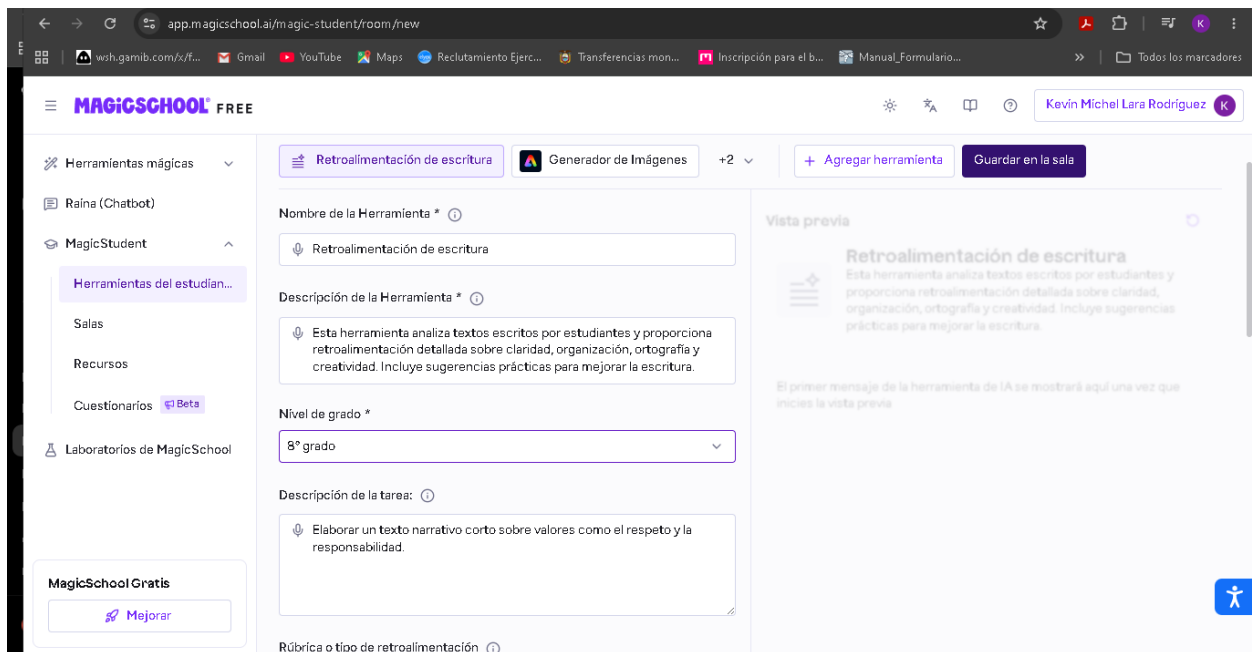 app.magicschool.ai/magic-student/room/new
K
wsh.gamib.com/x/f...
Gmail
YouTube
Maps
Reclutamiento Ejerc...
Transferencias mon...
Inscripción para el b...
Manual_Formulario...
»
Todos los marcadores
MAGICSCHOOL FREE
Kevin Michel Lara Rodríguez K
Herramientas mágicas
Raina (Chatbot)
MagicStudent
Herramientas del estudian...
Salas
Recursos
Cuestionarios Beta
Laboratorios de MagicSchool
MagicSchool Gratis
Mejorar
Retroalimentación de escritura
Generador de Imágenes
+2
+ Agregar herramienta
Guardar en la sala
Nombre de la Herramienta *
Retroalimentación de escritura
Descripción de la Herramienta *
Esta herramienta analiza textos escritos por estudiantes y proporciona
retroalimentación detallada sobre claridad, organización, ortografía y
creatividad. Incluye sugerencias prácticas para mejorar la escritura.
Nivel de grado *
8° grado
Descripción de la tarea:
Elaborar un texto narrativo corto sobre valores como el respeto y la
responsabilidad.
Rúbrica o tipo de retroalimentación
Vista previa
Retroalimentación de escritura
Esta herramienta analiza textos escritos por estudiantes y
proporciona retroalimentación detallada sobre claridad,
organización, ortografía y creatividad. Incluye sugerencias
prácticas para mejorar la escritura.
El primer mensaje de la herramienta de IA se mostrará aquí una vez que
inicies la vista previa